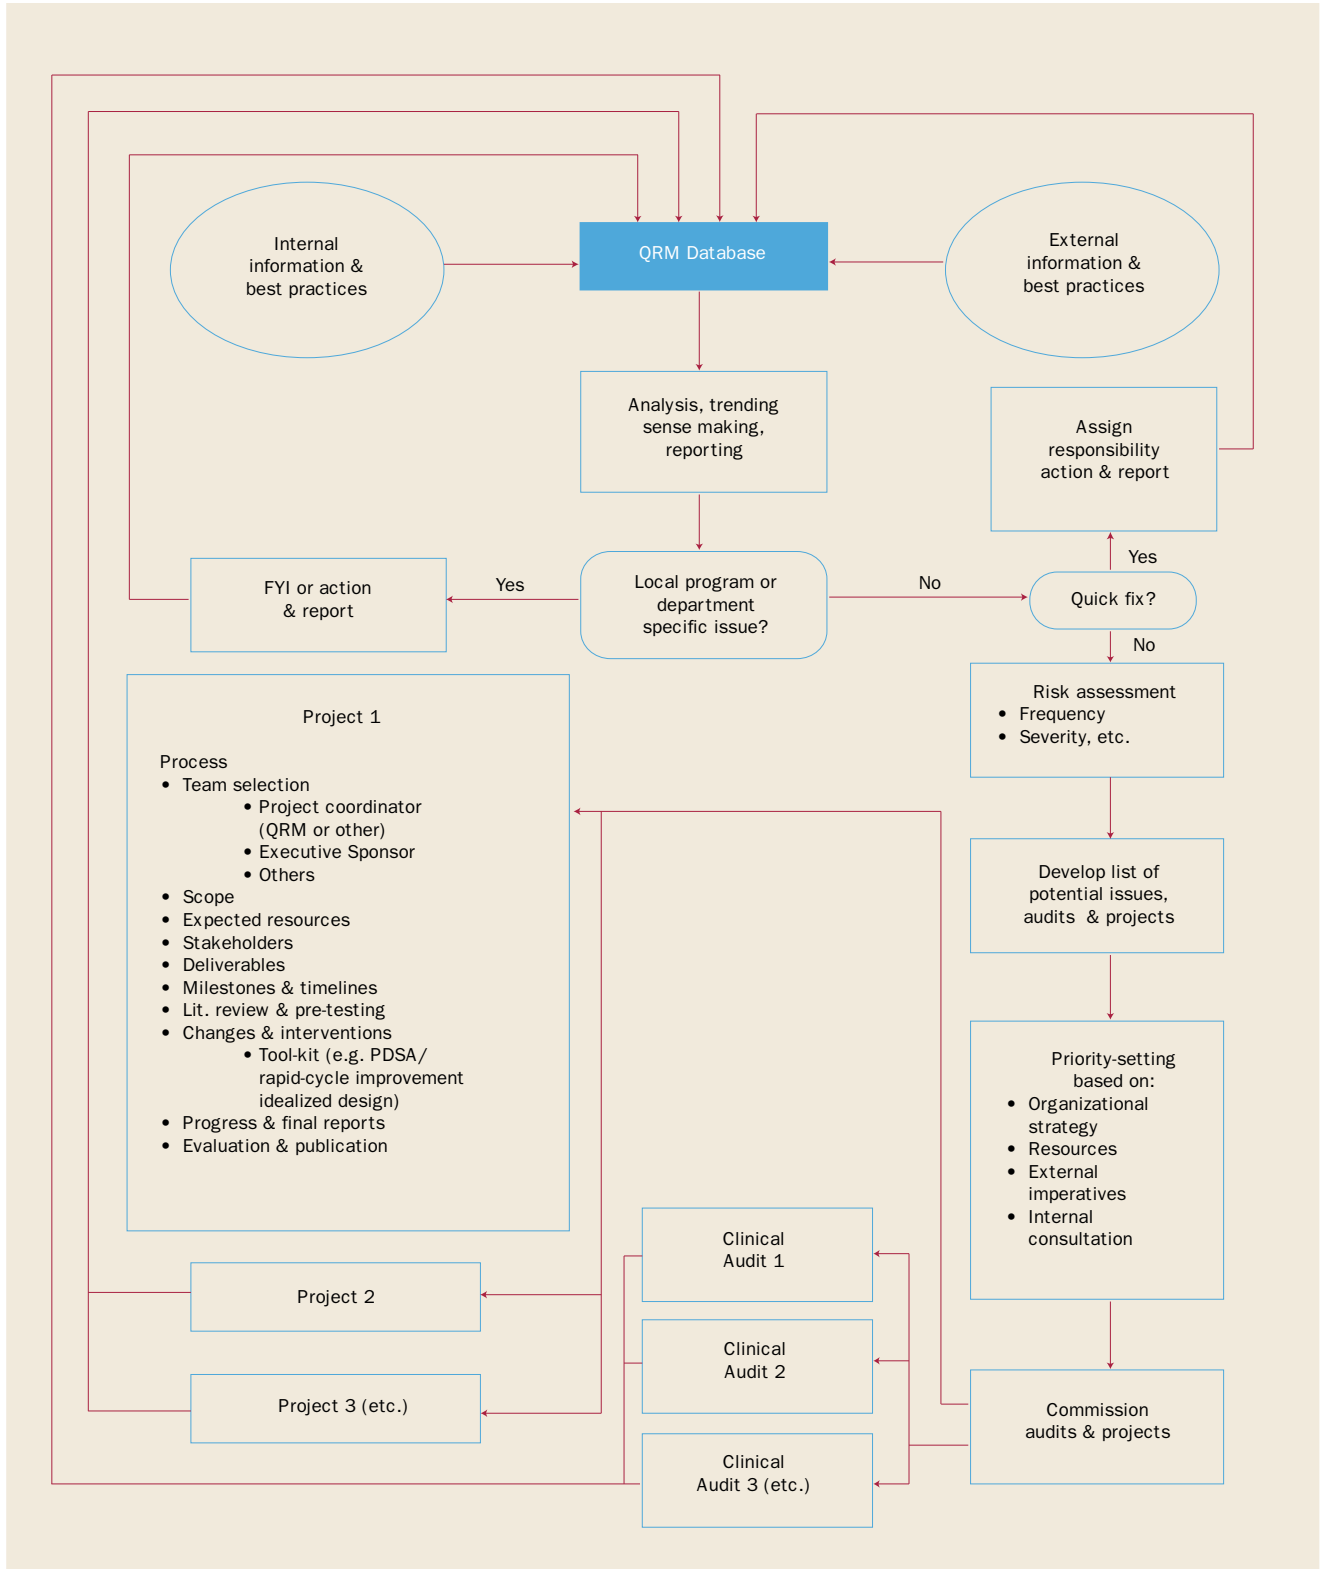 Internal
information &
best practices
QRM Database
External
information &
best practices
Analysis, trending
sense making,
reporting
Assign
responsibility
action & report
Yes
FYI or action
& report
Yes
Local program or
department
specific issue?
No
Quick fix?
No
Risk assessment
• Frequency
• Severity, etc.
Project 1
Process
• Team selection
• Project coordinator
(QRM or other)
• Executive Sponsor
• Others
• Scope
• Expected resources
• Stakeholders
• Deliverables
• Milestones & timelines
• Lit. review & pre-testing
• Changes & interventions
• Tool-kit (e.g. PDSA/
rapid-cycle improvement
idealized design)
• Progress & final reports
• Evaluation & publication
Develop list of
potential issues,
audits & projects
Priority-setting
based on:
• Organizational
strategy
• Resources
• External
imperatives
• Internal
consultation
Clinical
Audit 1
Project 2
Clinical
Audit 2
Project 3 (etc.)
Commission
audits & projects
Clinical
Audit 3 (etc.)